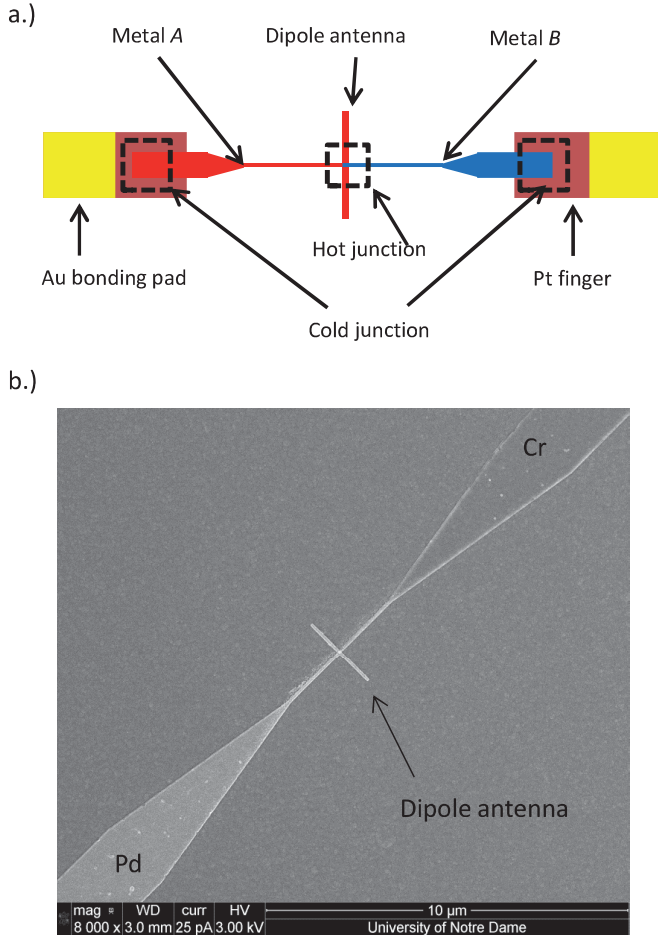 a.)
Metal A
Dipole antenna
Metal B
Hot junction
Au bonding pad
Pt finger
Cold junction
b.)
Cr
Dipole antenna
Pd
mag WD curr HV
8 000 x 3.0 mm 25 pA 3.00 kV
10 µm
University of Notre Dame